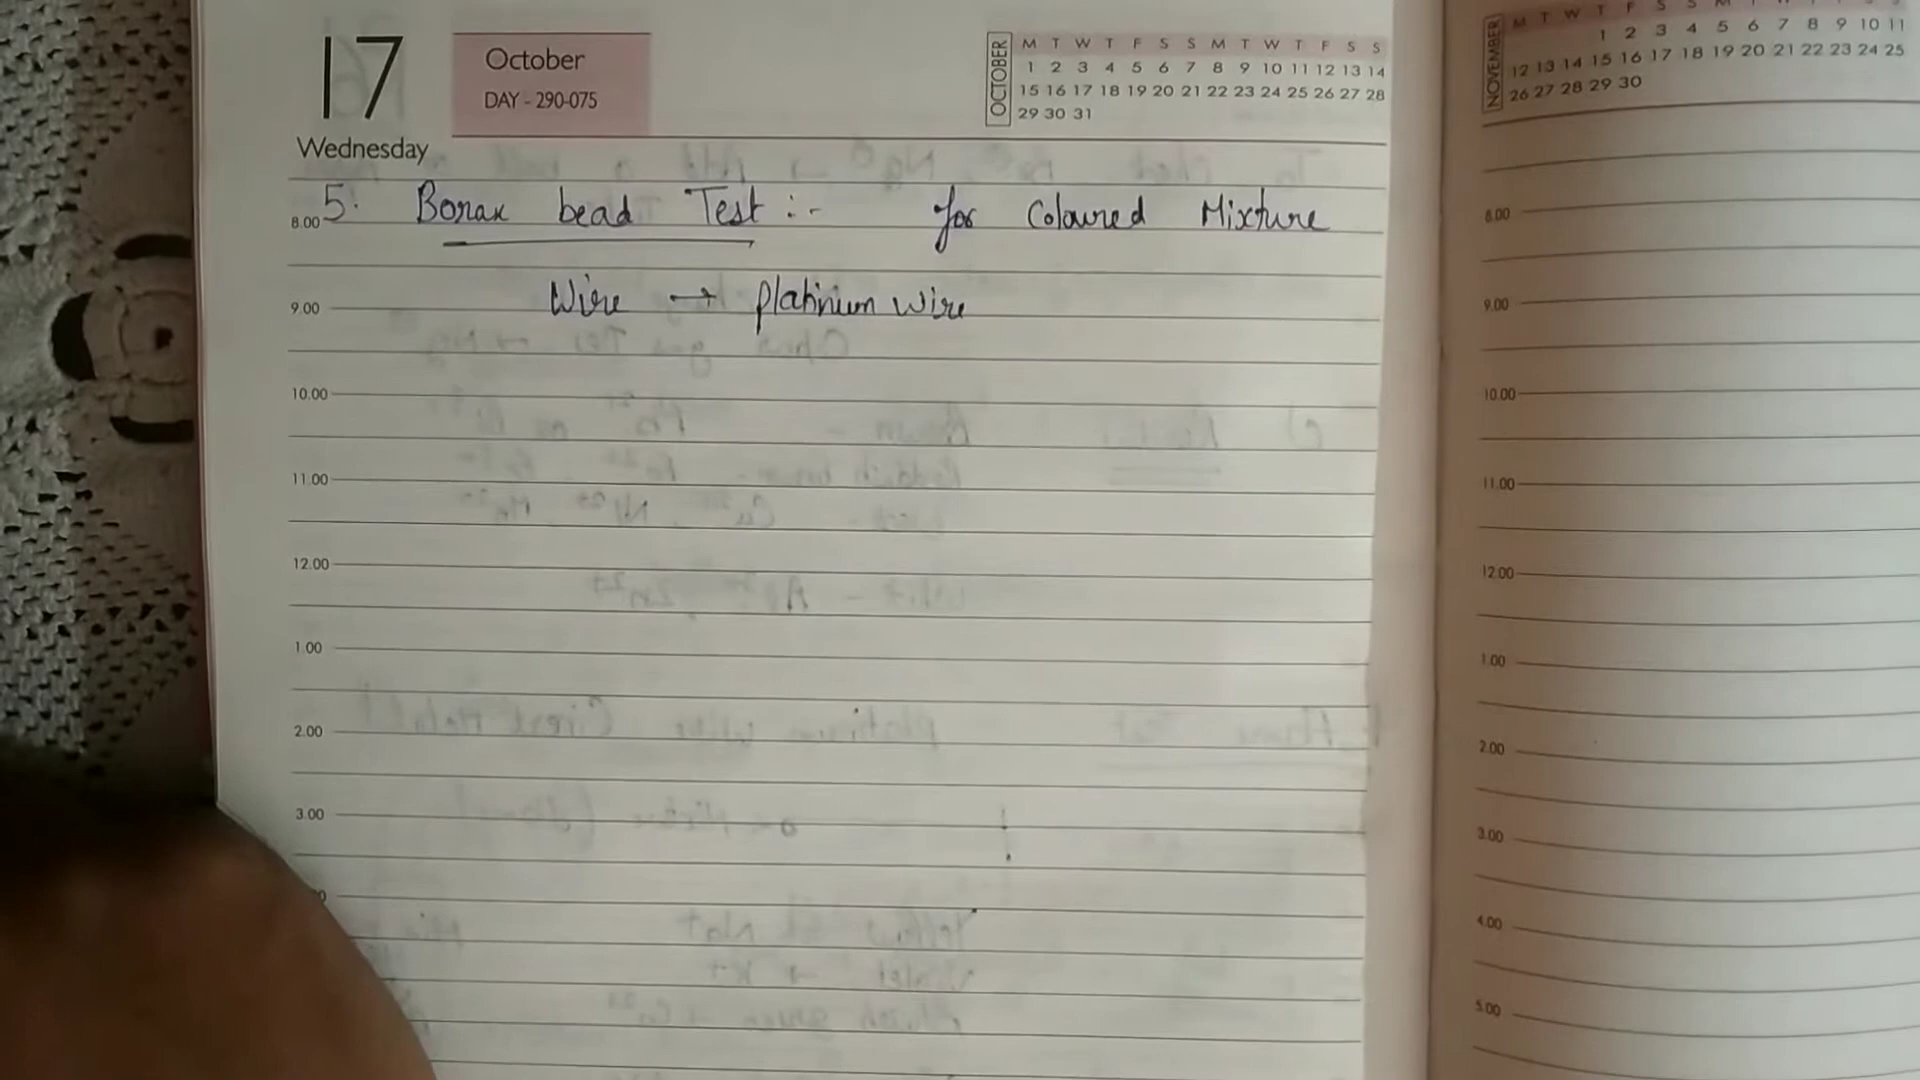 17
October
DAY - 290-075
Wednesday
OCTOBER
M T W T F S S M T W T F S S
1 2 3 4 5 6 7 8 9 10 11 12 13 14
15 16 17 18 19 20 21 22 23 24 25 26 27 28
29 30 31
5. Borax bead Test :- for Coloured Mixture
8.00
Wire → platinium wire
9.00
10.00
11.00
12.00
1.00
2.00
3.00
NOVEMBER
M T W T F S S M T W T F S S
1 2 3 4 5 6 7 8 9 10 11
12 13 14 15 16 17 18 19 20 21 22 23 24 25
26 27 28 29 30
8.00
9.00
10.00
11.00
12.00
1.00
2.00
3.00
4.00
5.00